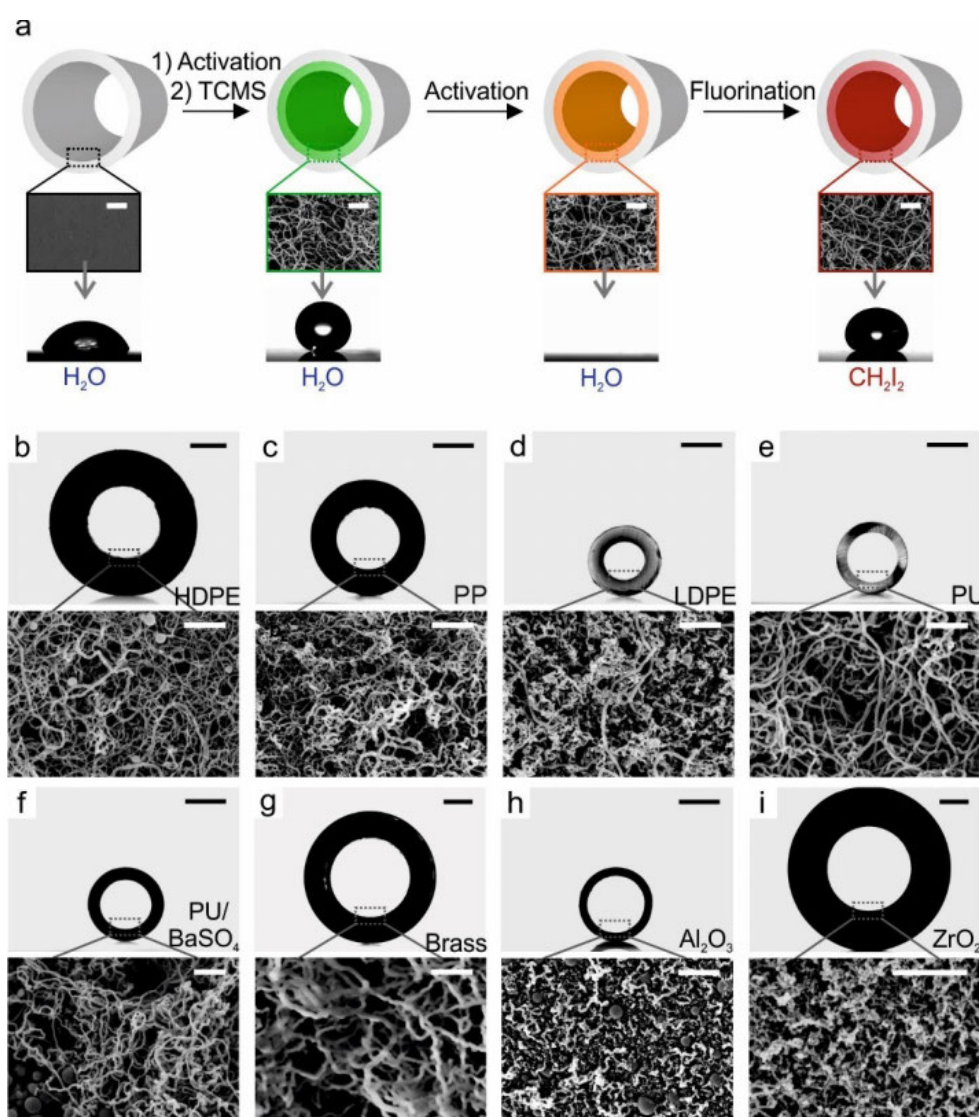 a
1) Activation
2) TCMS
Activation
Fluorination
H₂O
H₂O
H₂O
CH₂I₂
b
HDPE
c
PP
d
LDPE
e
PU
f
PU/
BaSO₄
g
Brass
h
Al₂O₃
i
ZrO₂